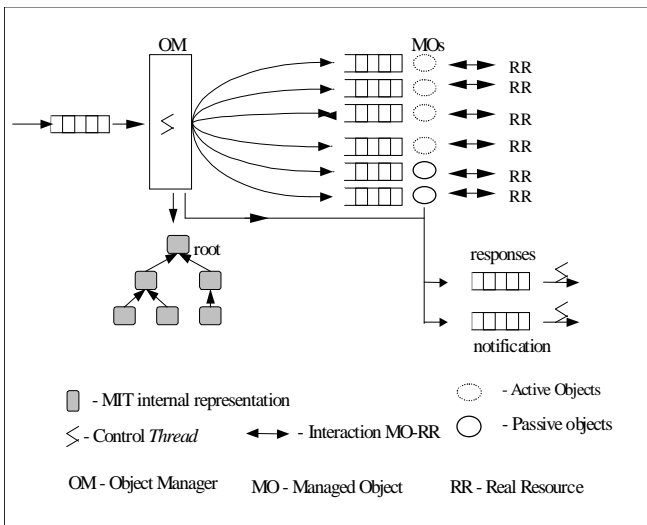 OM
MOs
RR
RR
RR
RR
RR
RR
root
responses
notification
- MIT internal representation
- Active Objects
- Control Thread
- Interaction MO-RR
- Passive objects
OM - Object Manager
MO - Managed Object
RR - Real Resource